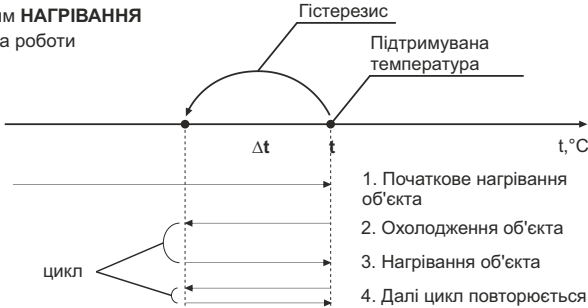 м НАГРІВАННЯ
а роботи
Гістерезис
Підтримувана
температура
Δt
t
t,°C
1. Початкове нагрівання
об'єкта
2. Охолодження об'єкта
3. Нагрівання об'єкта
цикл
4. Далі цикл повторюється